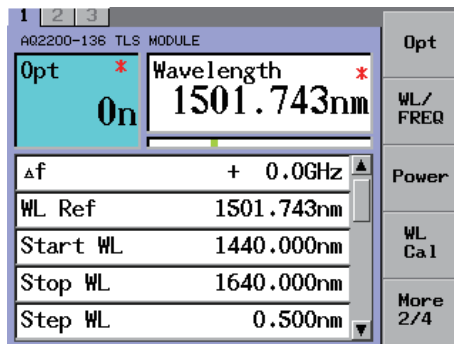 1 2 3
AQ2200-136 TLS MODULE
Opt *
On
Wavelength *
1501.743nm
▵f + 0.0GHz
WL Ref 1501.743nm
Start WL 1440.000nm
Stop WL 1640.000nm
Step WL 0.500nm
Opt
WL/
FREQ
Power
WL
Cal
More
2/4